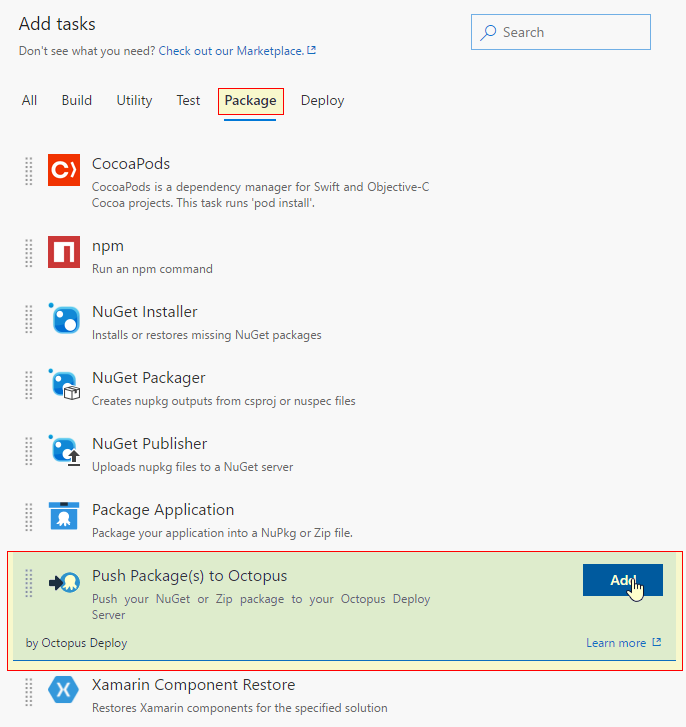 Add tasks
Don't see what you need? Check out our Marketplace.
Search
All Build Utility Test Package Deploy
CocoaPods
CocoaPods is a dependency manager for Swift and Objective-C
Cocoa projects. This task runs 'pod install'.
npm
Run an npm command
NuGet Installer
Installs or restores missing NuGet packages
NuGet Packager
Creates nupkg outputs from csproj or nuspec files
NuGet Publisher
Uploads nupkg files to a NuGet server
Package Application
Package your application into a NuPkg or Zip file.
Push Package(s) to Octopus
Add
Push your NuGet or Zip package to your Octopus Deploy
Server
by Octopus Deploy
Learn more
Xamarin Component Restore
Restores Xamarin components for the specified solution